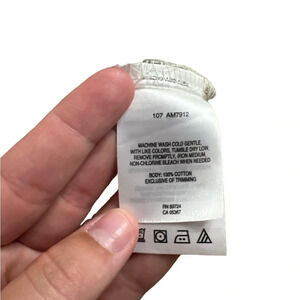 107 AM7912
MACHINE WASH COLD GENTLE,
WITH LIKE COLORS, TUMBLE DRY LOW.
REMOVE PROMPTLY, IRON MEDIUM,
NON-CHLORINE BLEACH WHEN NEEDED
BODY: 100% COTTON
EXCLUSIVE OF TRIMMING
RN 93724
CA 05367